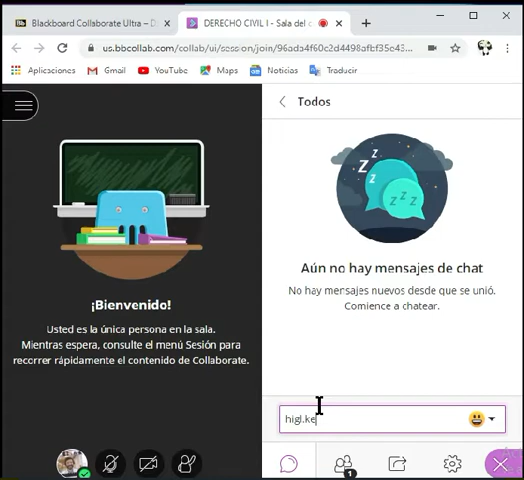 Blackboard Collaborate Ultra – D
DERECHO CIVIL I - Sala del c
us.bbcollab.com/collab/ui/session/join/96ada4f60c2d4498afbf35e43...
Aplicaciones
Gmail
YouTube
Maps
Noticias
Traducir
Todos
z
z
z
z z z
Aún no hay mensajes de chat
No hay mensajes nuevos desde que se unió.
Comience a chatear.
¡Bienvenido!
Usted es la única persona en la sala.
Mientras espera, consulte el menú Sesión para
recorrer rápidamente el contenido de Collaborate.
higl.ke
1